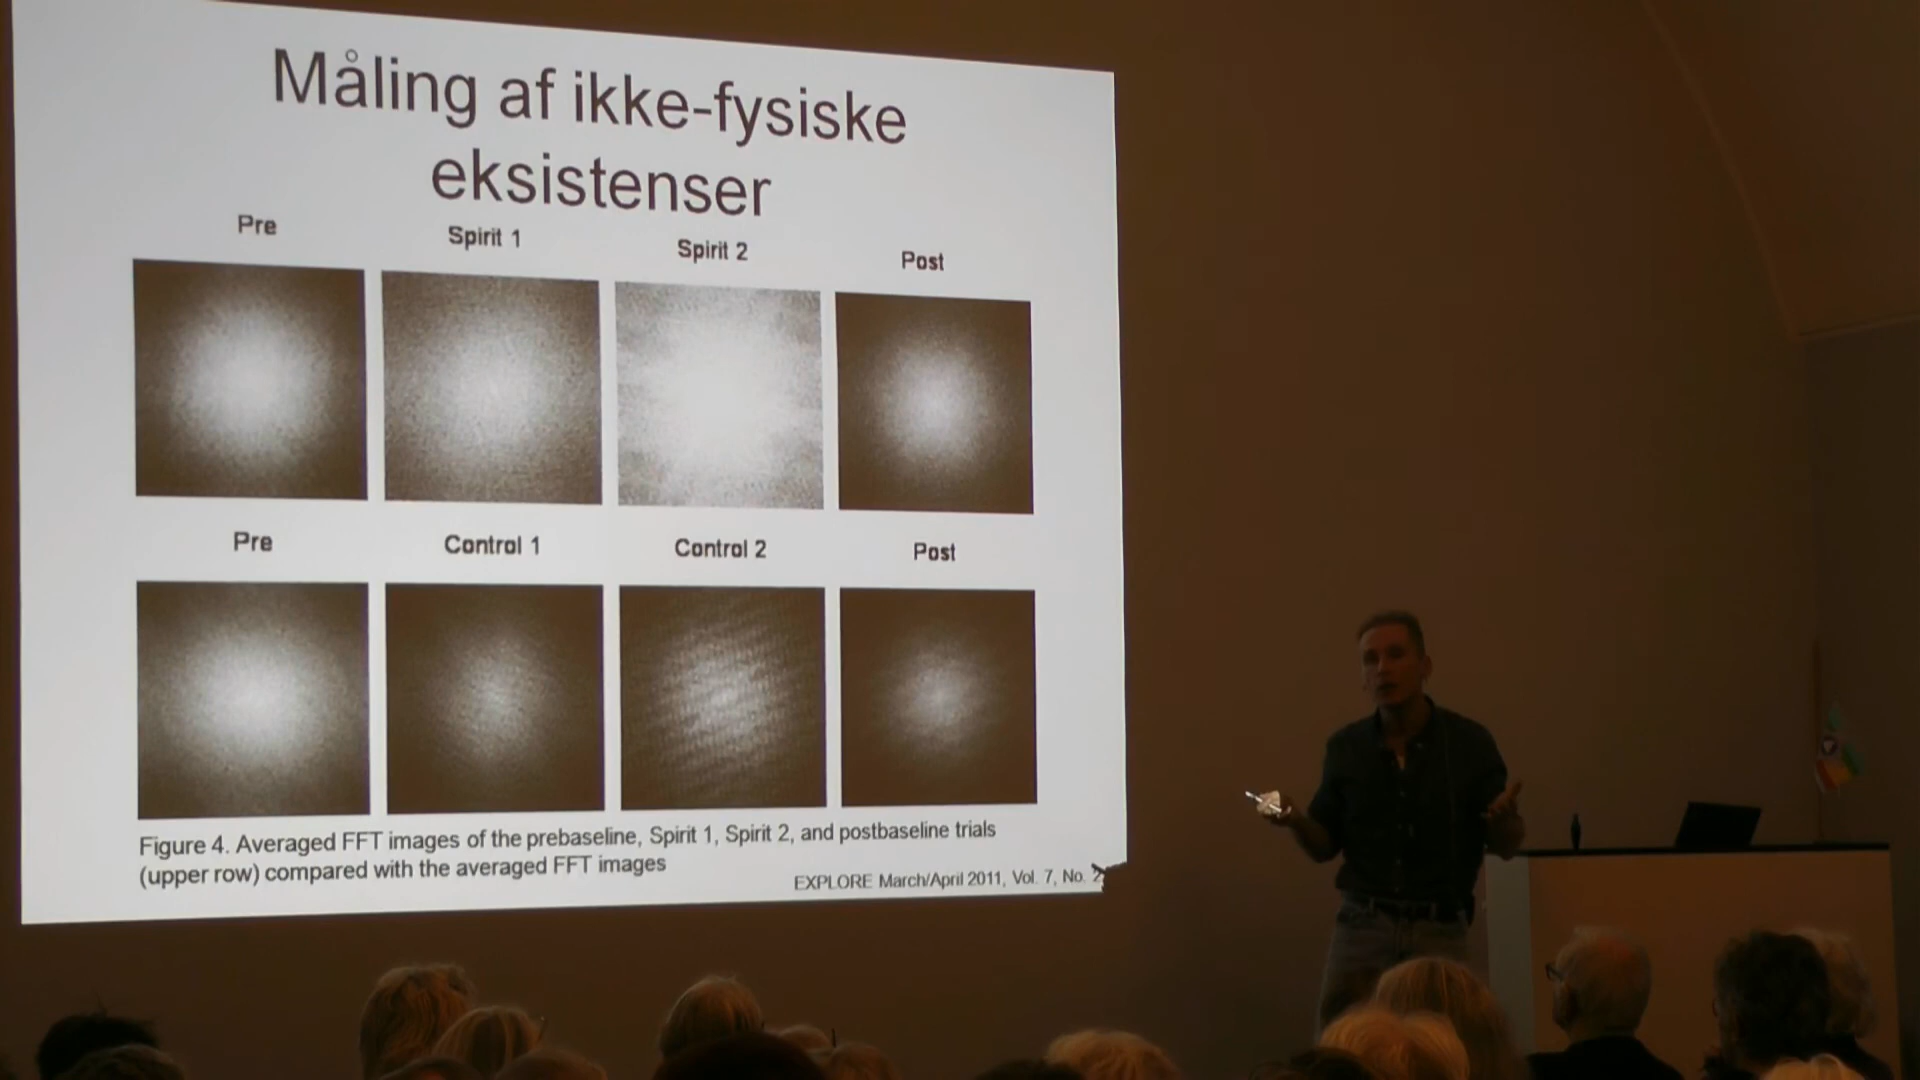 Måling af ikke-fysiske
eksistenser
Pre Spirit 1 Spirit 2 Post
Pre Control 1 Control 2 Post
Figure 4. Averaged FFT images of the prebaseline, Spirit 1, Spirit 2, and postbaseline trials
(upper row) compared with the averaged FFT images
EXPLORE March/April 2011, Vol. 7, No. 2